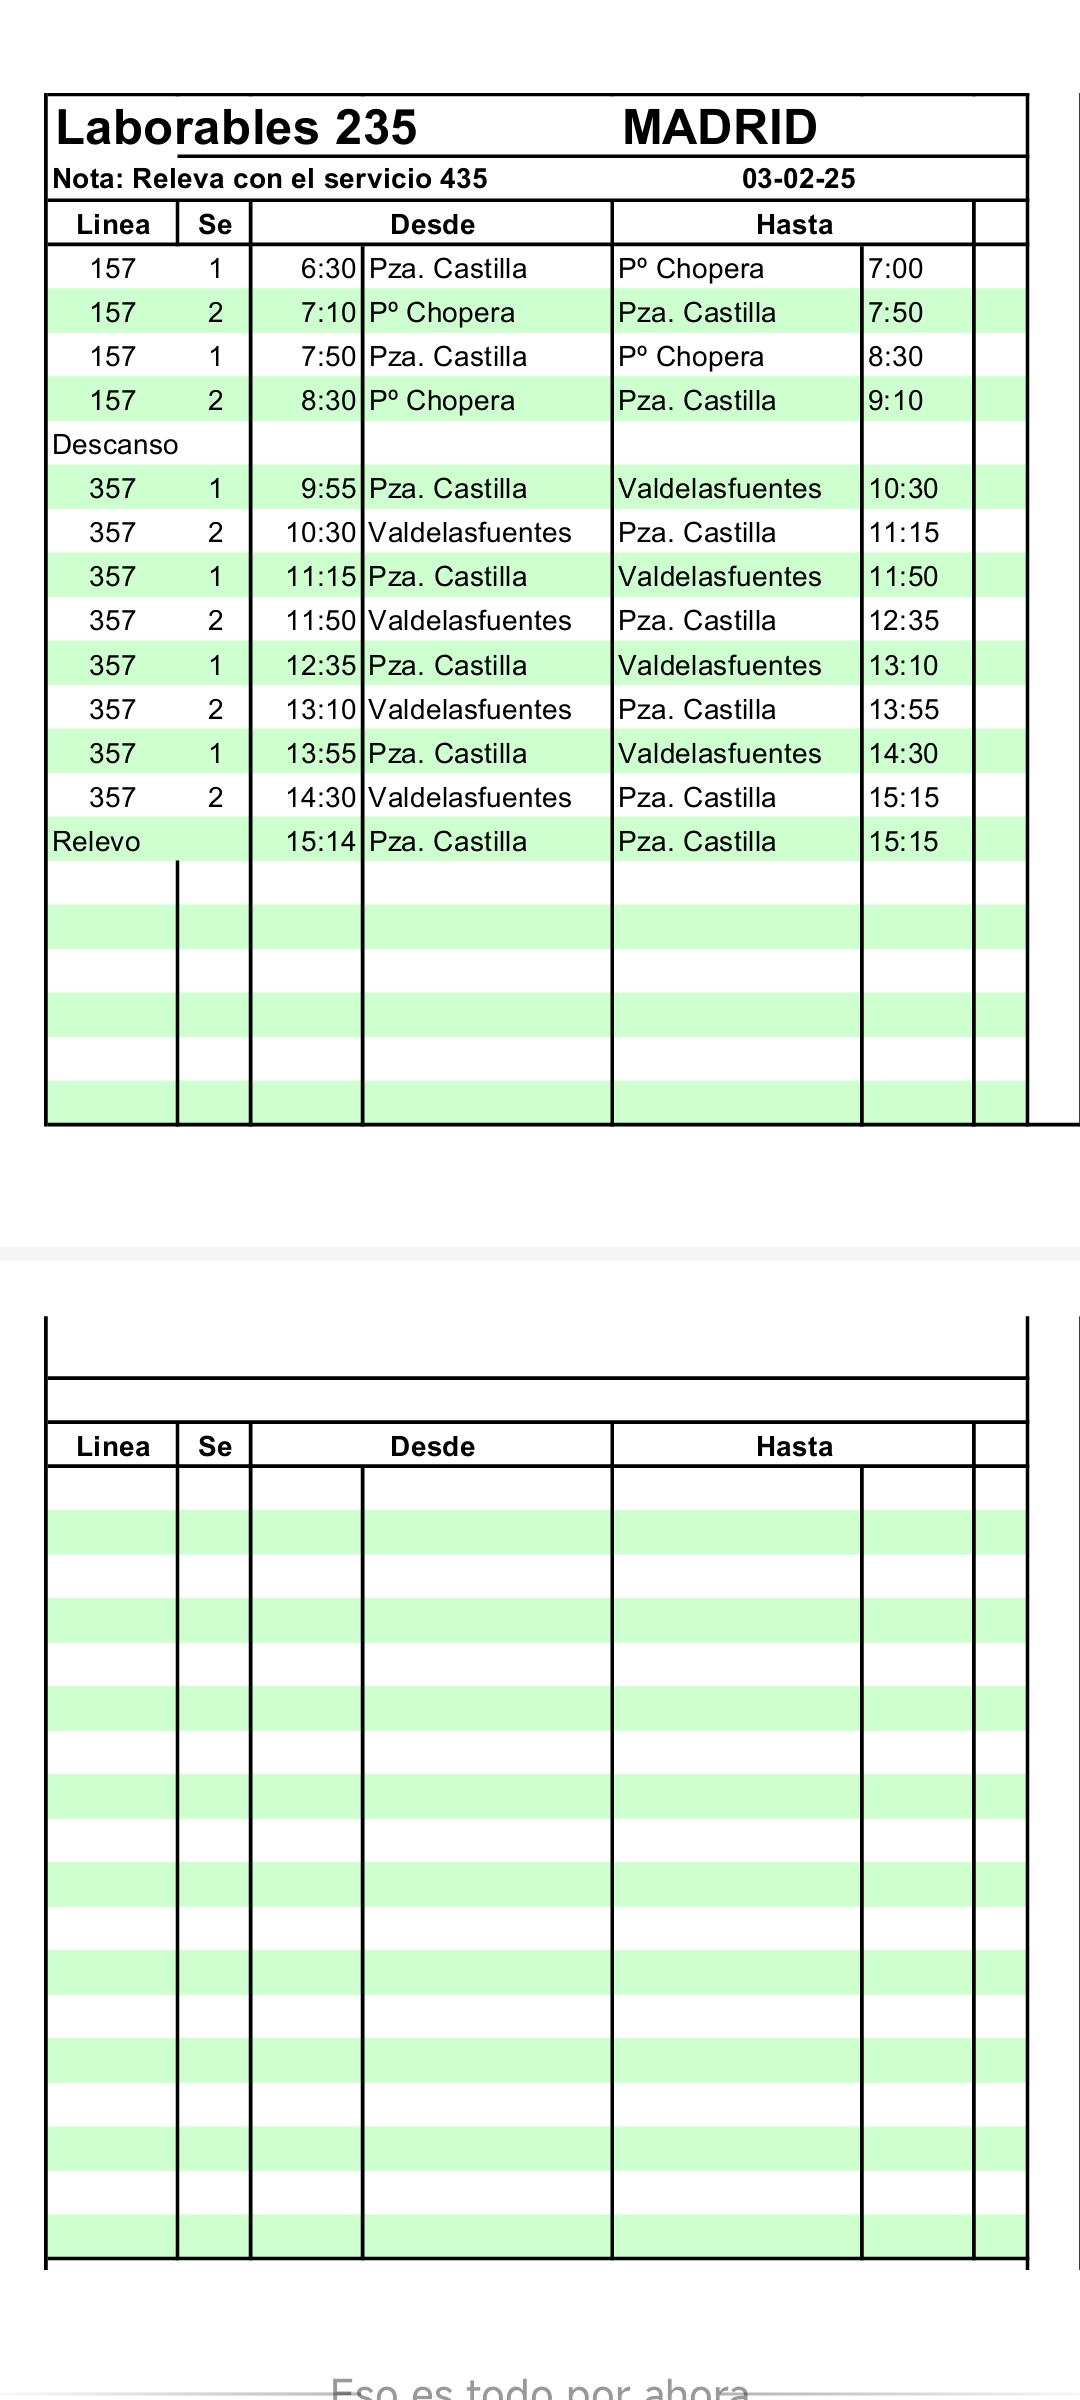 Laborables 235 MADRID
Nota: Releva con el servicio 435 03-02-25
Linea Se Desde Hasta
157 1 6:30 Pza. Castilla Pº Chopera 7:00
157 2 7:10 Pº Chopera Pza. Castilla 7:50
157 1 7:50 Pza. Castilla Pº Chopera 8:30
157 2 8:30 Pº Chopera Pza. Castilla 9:10
Descanso
357 1 9:55 Pza. Castilla Valdelasfuentes 10:30
357 2 10:30 Valdelasfuentes Pza. Castilla 11:15
357 1 11:15 Pza. Castilla Valdelasfuentes 11:50
357 2 11:50 Valdelasfuentes Pza. Castilla 12:35
357 1 12:35 Pza. Castilla Valdelasfuentes 13:10
357 2 13:10 Valdelasfuentes Pza. Castilla 13:55
357 1 13:55 Pza. Castilla Valdelasfuentes 14:30
357 2 14:30 Valdelasfuentes Pza. Castilla 15:15
Relevo 15:14 Pza. Castilla Pza. Castilla 15:15
Linea Se Desde Hasta
Eso es todo por ahora